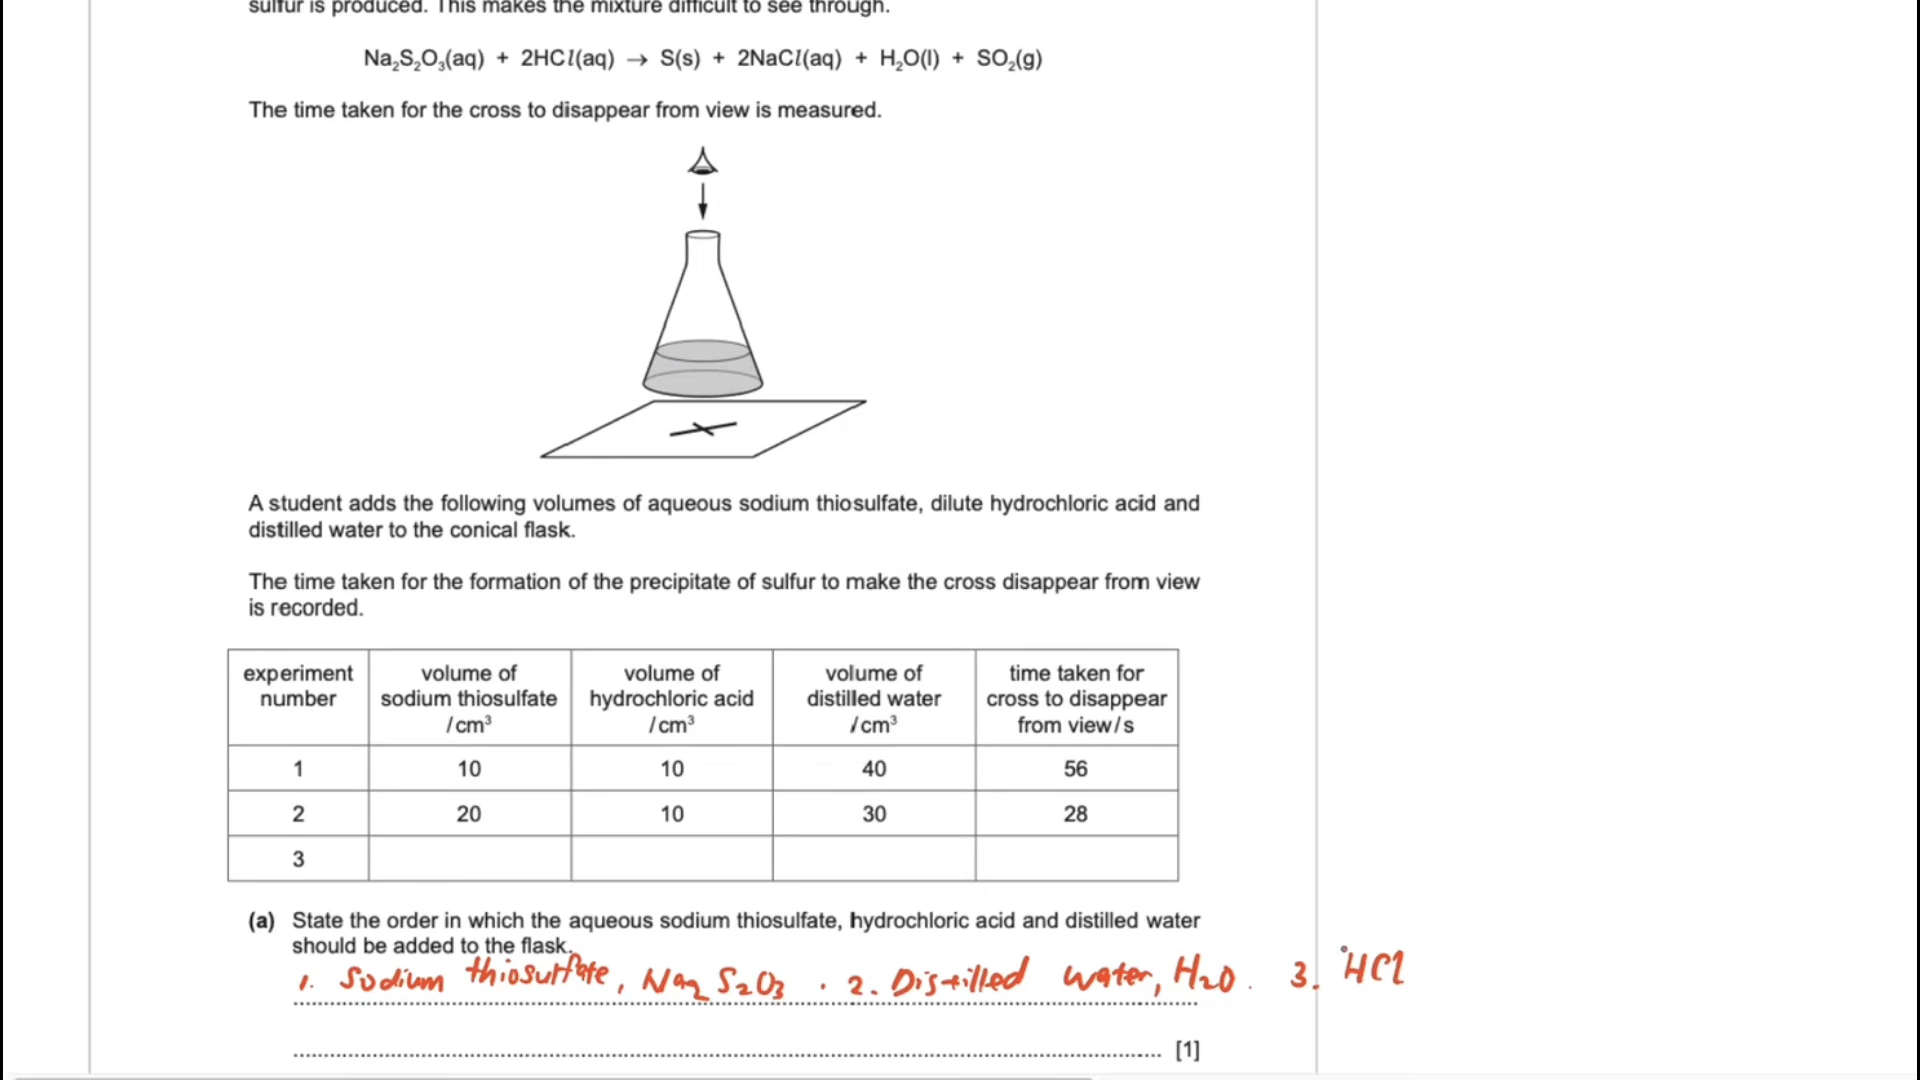 sulfur is produced. This makes the mixture difficult to see through.
Na₂S₂O₃(aq) + 2HCl(aq) → S(s) + 2NaCl(aq) + H₂O(l) + SO₂(g)
The time taken for the cross to disappear from view is measured.
A student adds the following volumes of aqueous sodium thiosulfate, dilute hydrochloric acid and
distilled water to the conical flask.
The time taken for the formation of the precipitate of sulfur to make the cross disappear from view
is recorded.
experiment number | volume of sodium thiosulfate /cm³ | volume of hydrochloric acid /cm³ | volume of distilled water /cm³ | time taken for cross to disappear from view/s
1 | 10 | 10 | 40 | 56
2 | 20 | 10 | 30 | 28
3
(a) State the order in which the aqueous sodium thiosulfate, hydrochloric acid and distilled water
should be added to the flask.
1. Sodium thiosulfate, Na₂S₂O₃. 2. Distilled water, H₂O. 3. HCl
[1]